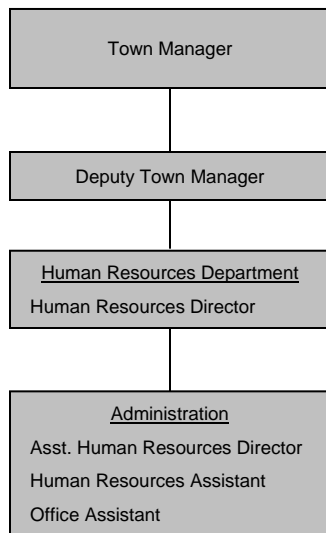 Town Manager
Deputy Town Manager
Human Resources Department
Human Resources Director
Administration
Asst. Human Resources Director
Human Resources Assistant
Office Assistant